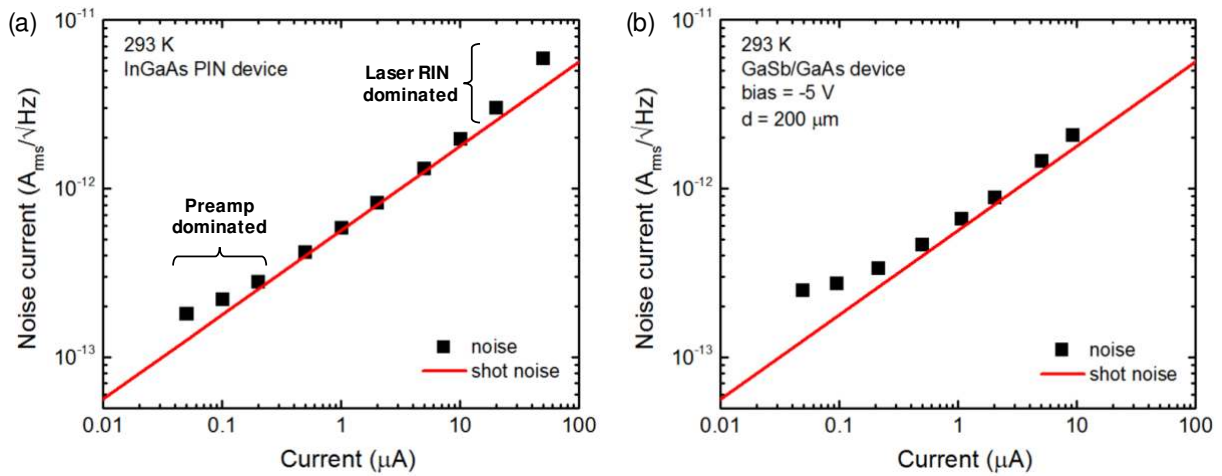 (a)
10⁻¹¹
293 K
InGaAs PIN device
Laser RIN
dominated
10⁻¹²
Preamp
dominated
10⁻¹³
noise
shot noise
Noise current (Aᵣₘₛ/√Hz)
0.01 0.1 1 10 100
Current (μA)
(b)
10⁻¹¹
293 K
GaSb/GaAs device
bias = -5 V
d = 200 μm
10⁻¹²
10⁻¹³
noise
shot noise
Noise current (Aᵣₘₛ/√Hz)
0.01 0.1 1 10 100
Current (μA)